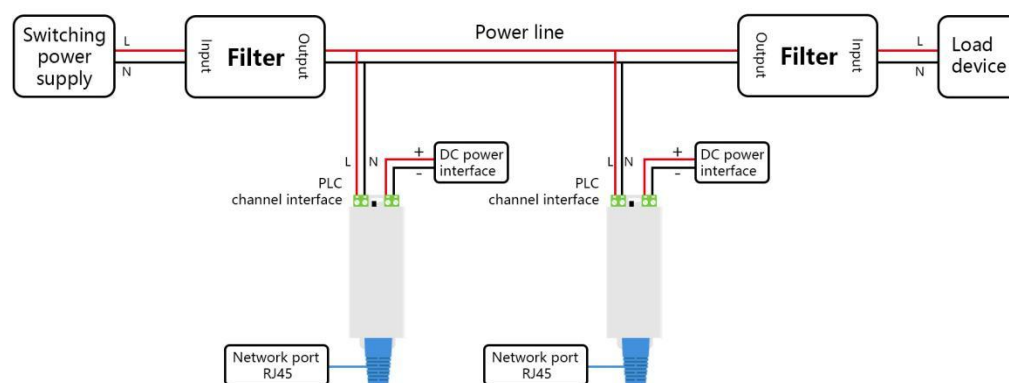 Switching
power
supply
L
N
Input
Filter
Output
Power line
Output
Filter
Input
L
N
Load
device
L
N
+
-
DC power
interface
PLC
channel interface
L
N
+
-
DC power
interface
PLC
channel interface
Network port
RJ45
Network port
RJ45